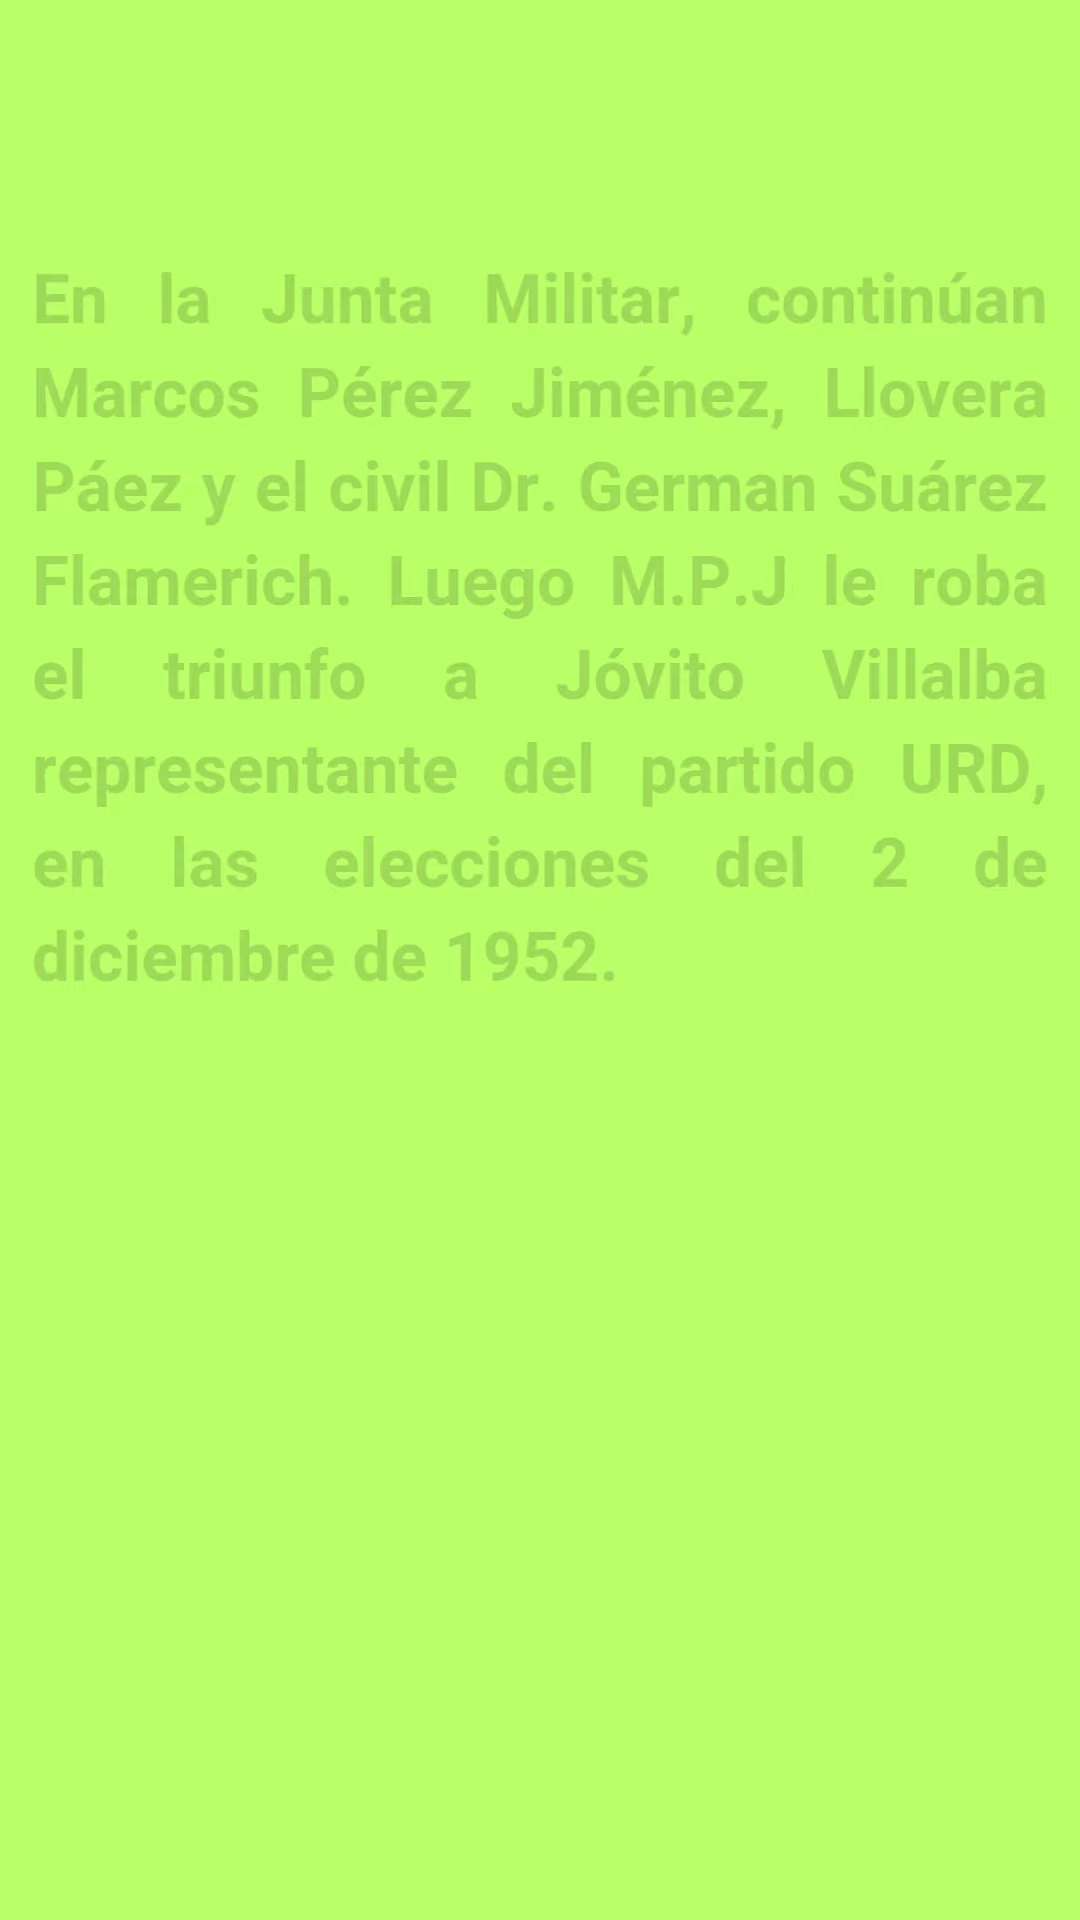 En la Junta Militar, continúan
Marcos Pérez Jiménez, Llovera
Páez y el civil Dr. German Suárez
Flamerich. Luego M.P.J le roba
el triunfo a Jóvito Villalba
representante del partido URD,
en las elecciones del 2 de
diciembre de 1952.